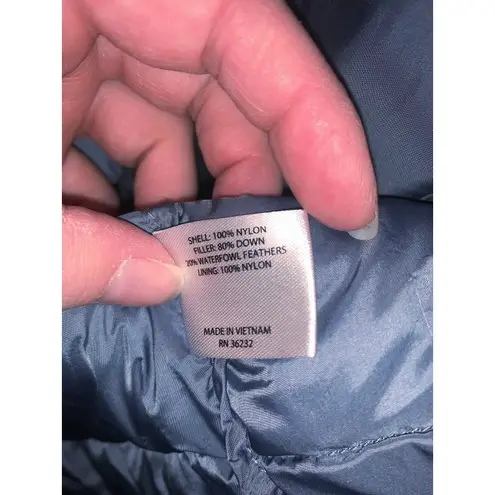 SHELL: 100% NYLON
FILLER: 80% DOWN
20% WATERFOWL FEATHERS
LINING: 100% NYLON
MADE IN VIETNAM
RN 36232